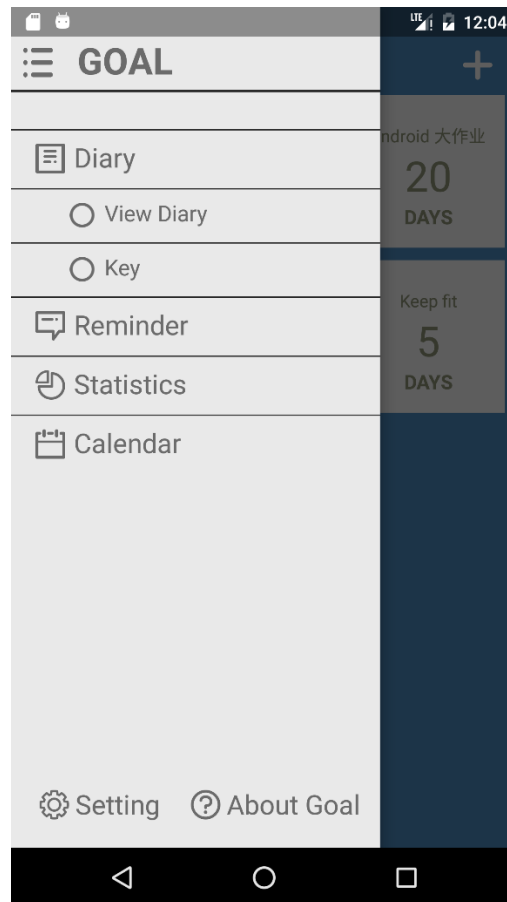 LTE 12:04
GOAL
Diary
View Diary
Key
Reminder
Statistics
Calendar
Setting
About Goal
ndroid 大作业
20
DAYS
Keep fit
5
DAYS